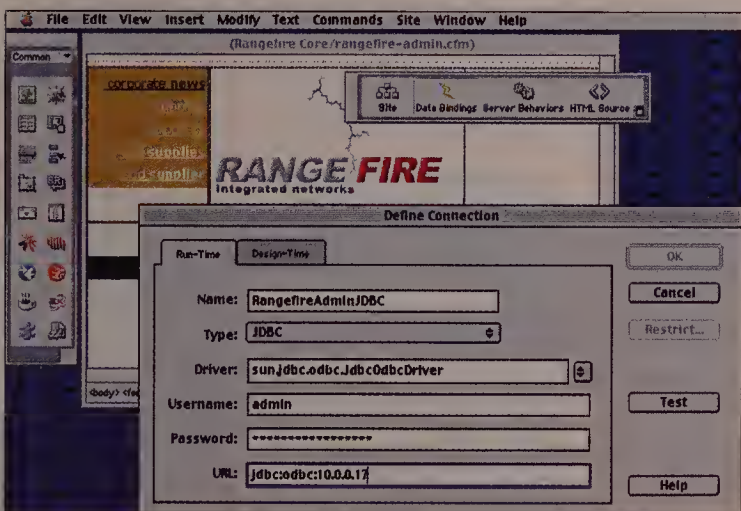 File Edit View Insert Modify Text Commands Site Window Help
(Rangefire Core/rangefire-admin.cfm)
Common
corporate news
supplies
Site Data Bindings Server Behaviors HTML Source
RANGE FIRE
Integrated networks
Define Connection
Run-Time Design-Time
Name: RangefireAdminJDBC
Type: JDBC
Driver: sun.jdbc.odbc.JdbcOdbcDriver
Username: admin
Password: *****************
URL: jdbc:odbc:10.0.0.17
OK
Cancel
Restrict...
Test
Help
<body>